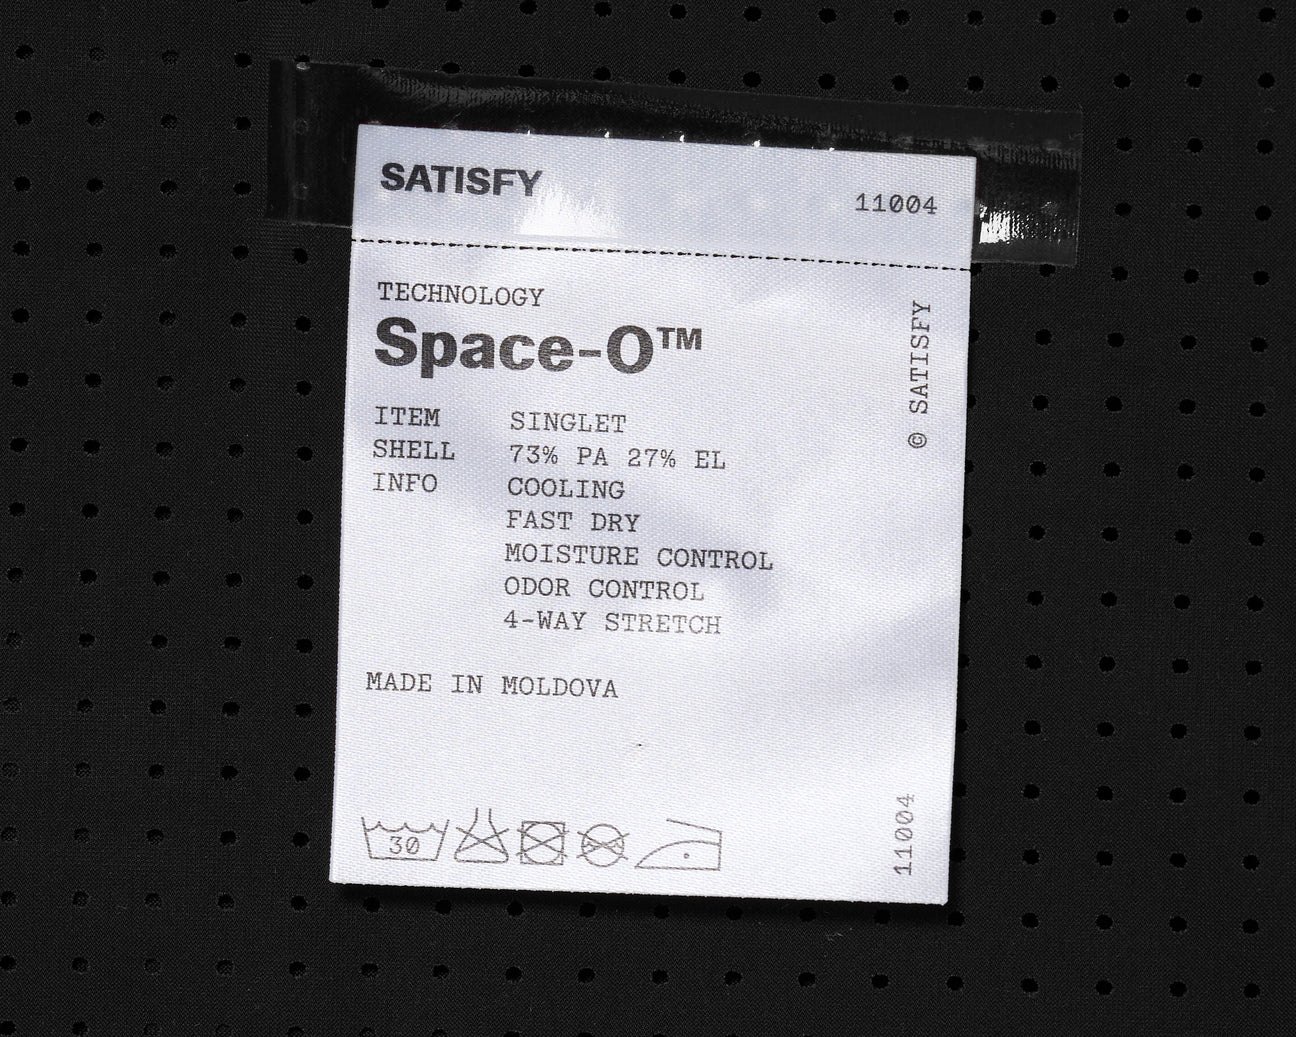 SATISFY
11004
TECHNOLOGY
Space-O™
ITEM SINGLET
SHELL 73% PA 27% EL
INFO COOLING
FAST DRY
MOISTURE CONTROL
ODOR CONTROL
4-WAY STRETCH
MADE IN MOLDOVA
30
© SATISFY
11004